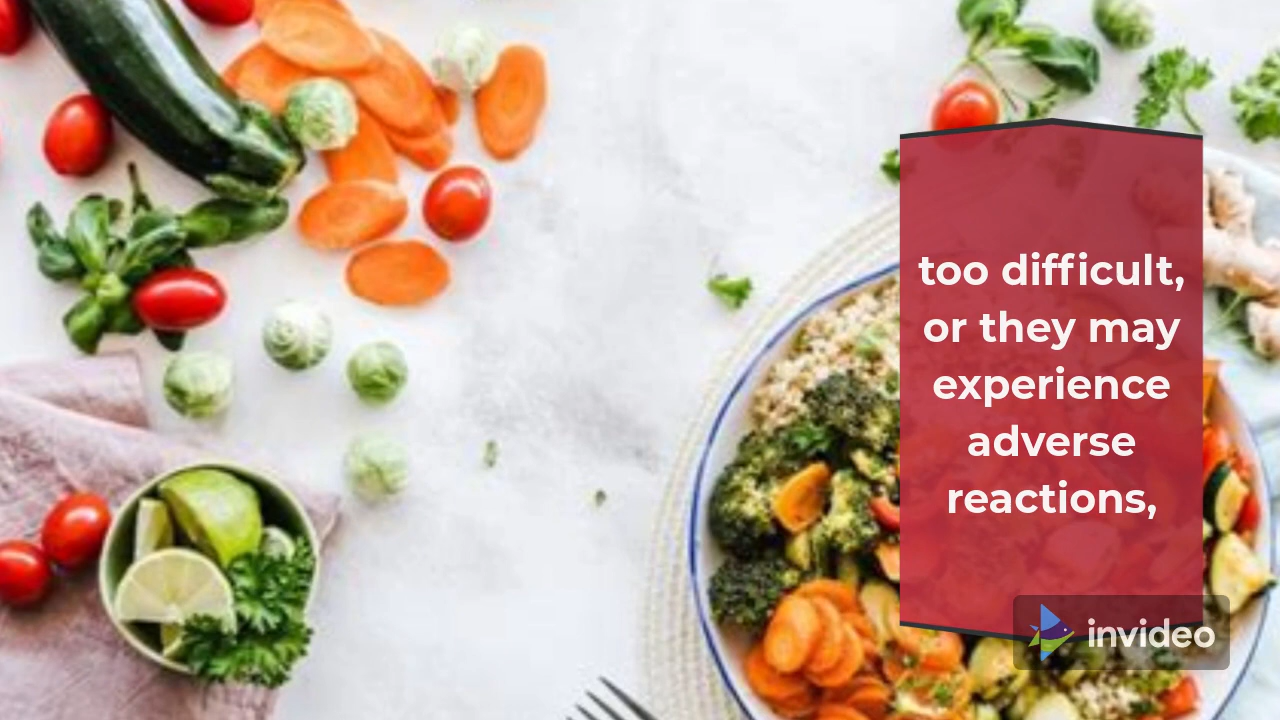 too difficult,
or they may
experience
adverse
reactions,
invideo